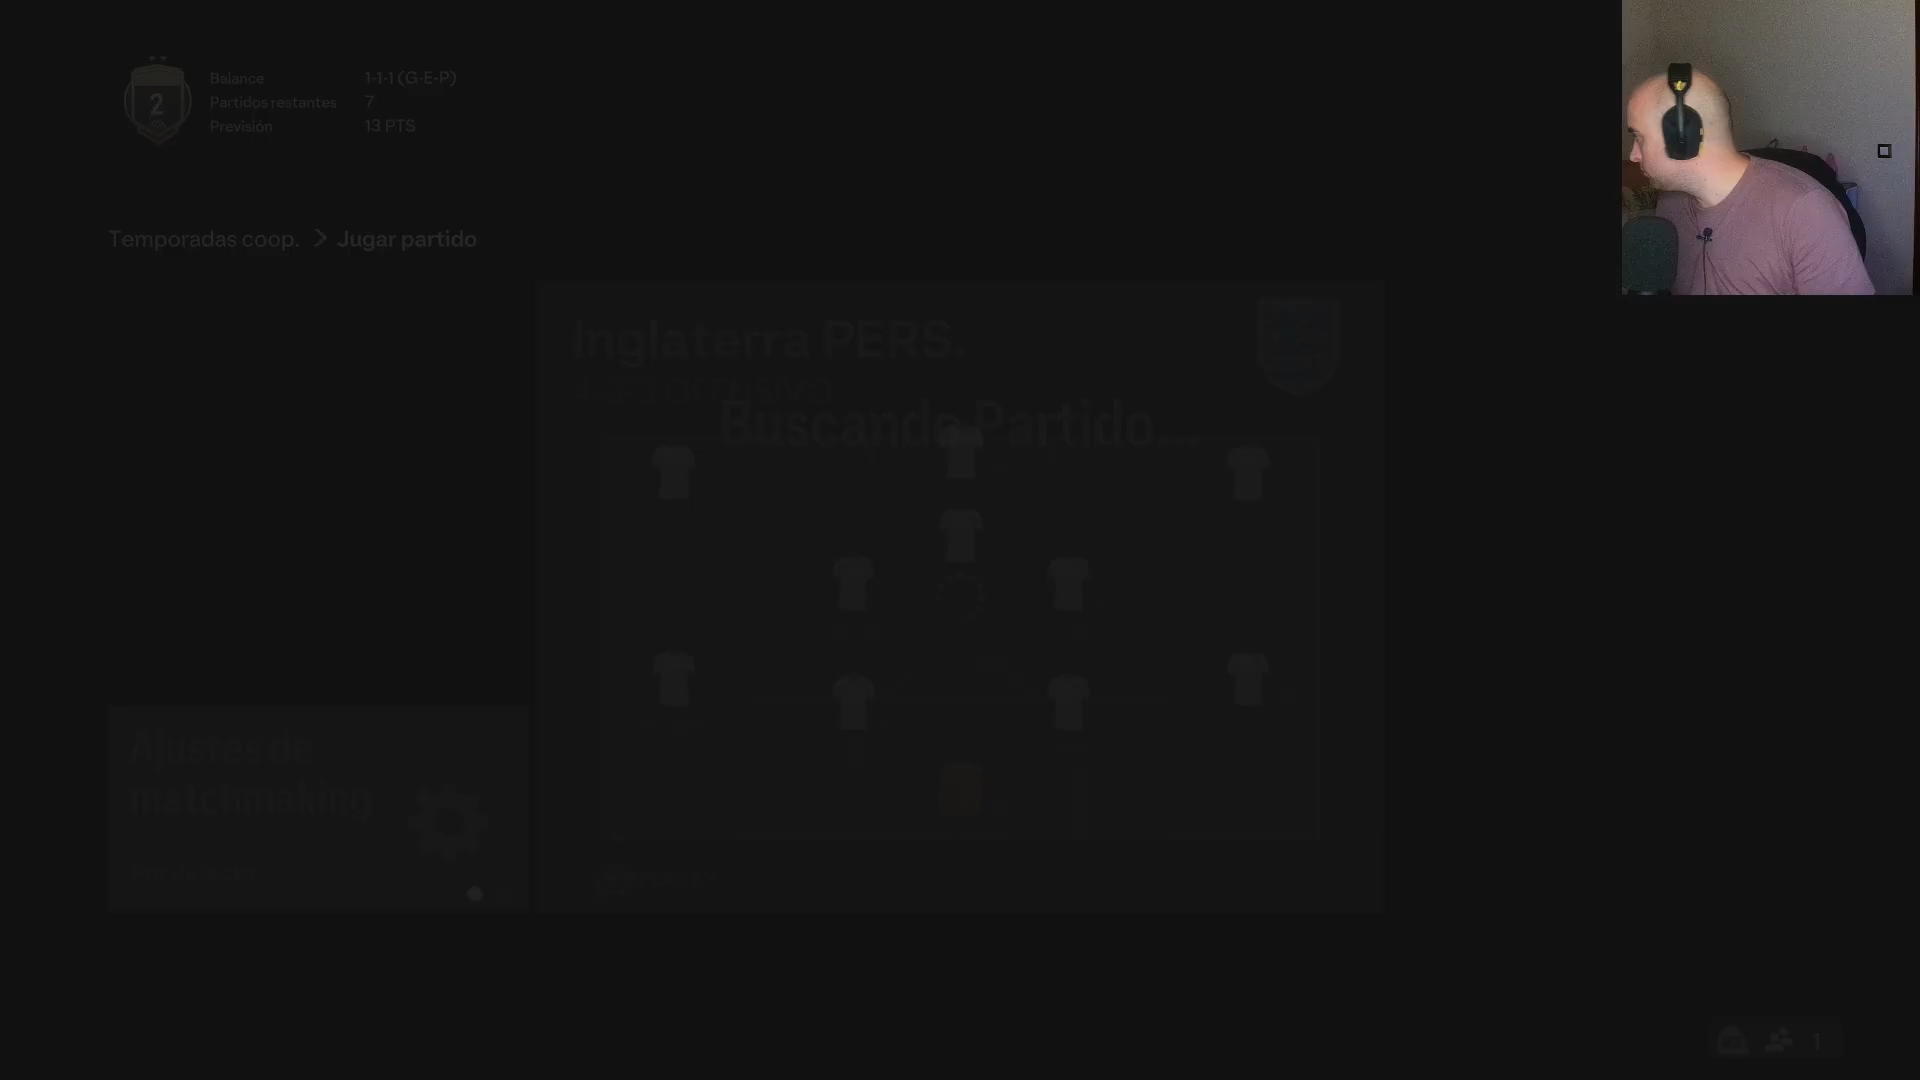 2
Balance 1-1-1 (G-E-P)
Partidos restantes 7
Previsión 13 PTS
Temporadas coop. > Jugar partido
Inglaterra PERS.
Buscando Partido...
Ajustes de
matchmaking
1